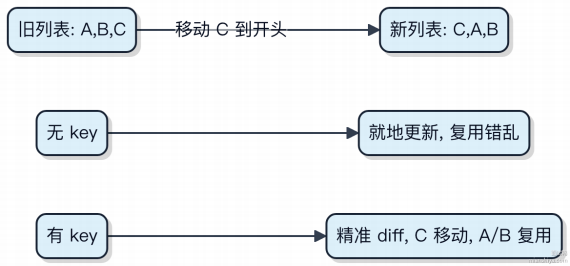 旧列表: A,B,C
移动 C 到开头
新列表: C,A,B
无 key
就地更新, 复用错乱
有 key
精准 diff, C 移动, A/B 复用